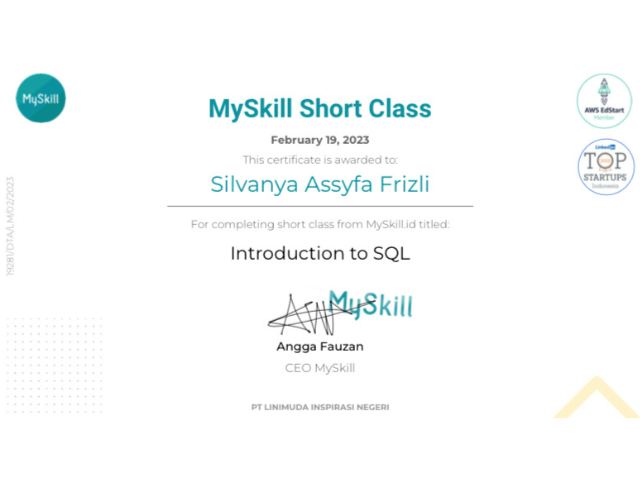 MySkill
MySkill Short Class
AWS EdStart
Member
February 19, 2023
This certificate is awarded to:
LinkedIn
TOP
STARTUPS
Indonesia
Silvanya Assyfa Frizli
For completing short class from MySkill.id titled:
Introduction to SQL
19281/DTA/LM/02/2023
MySkill
Angga Fauzan
CEO MySkill
PT LINIMUDA INSPIRASI NEGERI